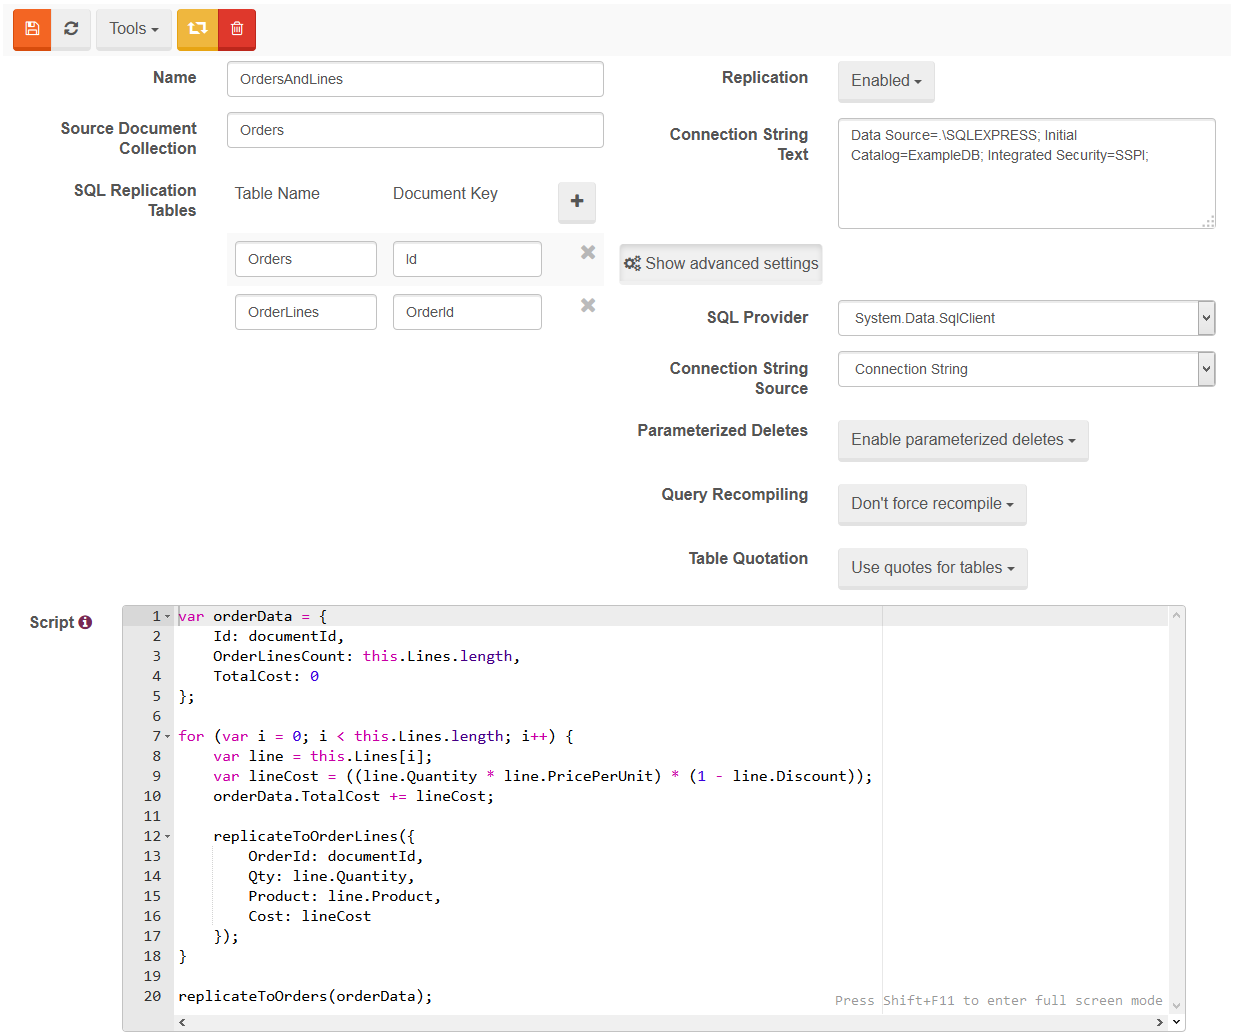 Tools
Name
OrdersAndLines
Source Document
Collection
Orders
SQL Replication
Tables
Table Name
Document Key
Orders
Id
OrderLines
OrderId
Replication
Enabled
Connection String
Text
Data Source=.\SQLEXPRESS; Initial
Catalog=ExampleDB; Integrated Security=SSPI;
Show advanced settings
SQL Provider
System.Data.SqlClient
Connection String
Source
Connection String
Parameterized Deletes
Enable parameterized deletes
Query Recompiling
Don't force recompile
Table Quotation
Use quotes for tables
Script
1 var orderData = {
2     Id: documentId,
3     OrderLinesCount: this.Lines.length,
4     TotalCost: 0
5 };
6
7 for (var i = 0; i < this.Lines.length; i++) {
8     var line = this.Lines[i];
9     var lineCost = ((line.Quantity * line.PricePerUnit) * (1 - line.Discount));
10     orderData.TotalCost += lineCost;
11
12     replicateToOrderLines({
13         OrderId: documentId,
14         Qty: line.Quantity,
15         Product: line.Product,
16         Cost: lineCost
17     });
18 }
19
20 replicateToOrders(orderData);
Press Shift+F11 to enter full screen mode